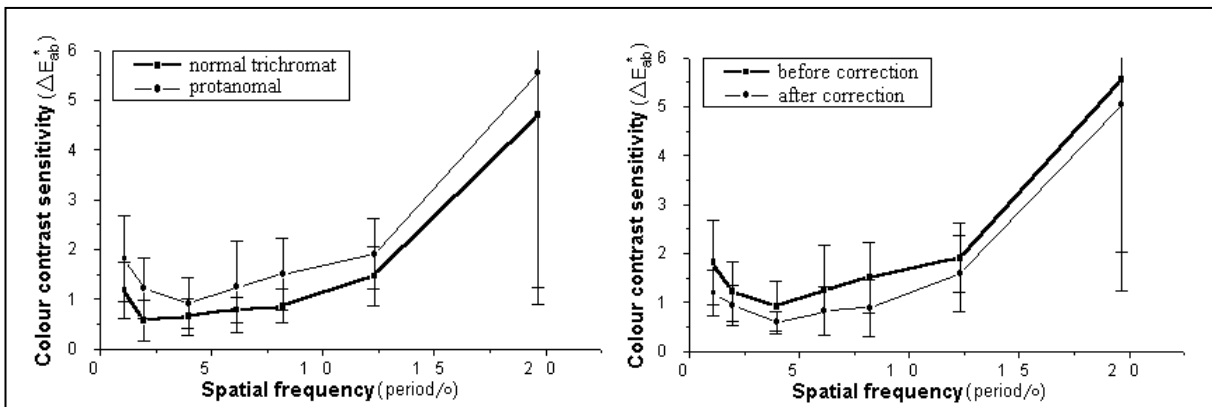 Colour contrast sensitivity (△E*ab)
6
5
4
3
2
1
0
normal trichromat
protanomal
0 5 1 0 1 5 2 0
Spatial frequency (period/o)
Colour contrast sensitivity (△E*ab)
6
5
4
3
2
1
0
before correction
after correction
0 5 1 0 1 5 2 0
Spatial frequency (period/o)